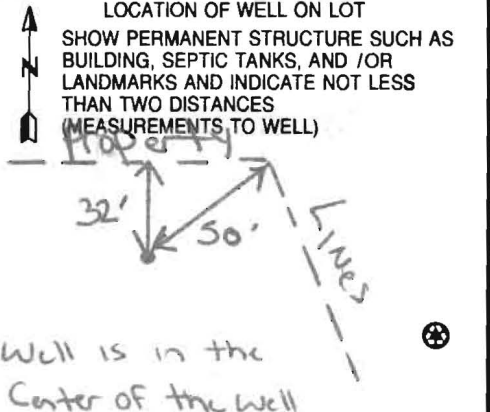 LOCATION OF WELL ON LOT
SHOW PERMANENT STRUCTURE SUCH AS
BUILDING, SEPTIC TANKS, AND /OR
LANDMARKS AND INDICATE NOT LESS
THAN TWO DISTANCES
(MEASUREMENTS TO WELL)
N
Property
32'
50'
LINes
Well is in the
Center of the well